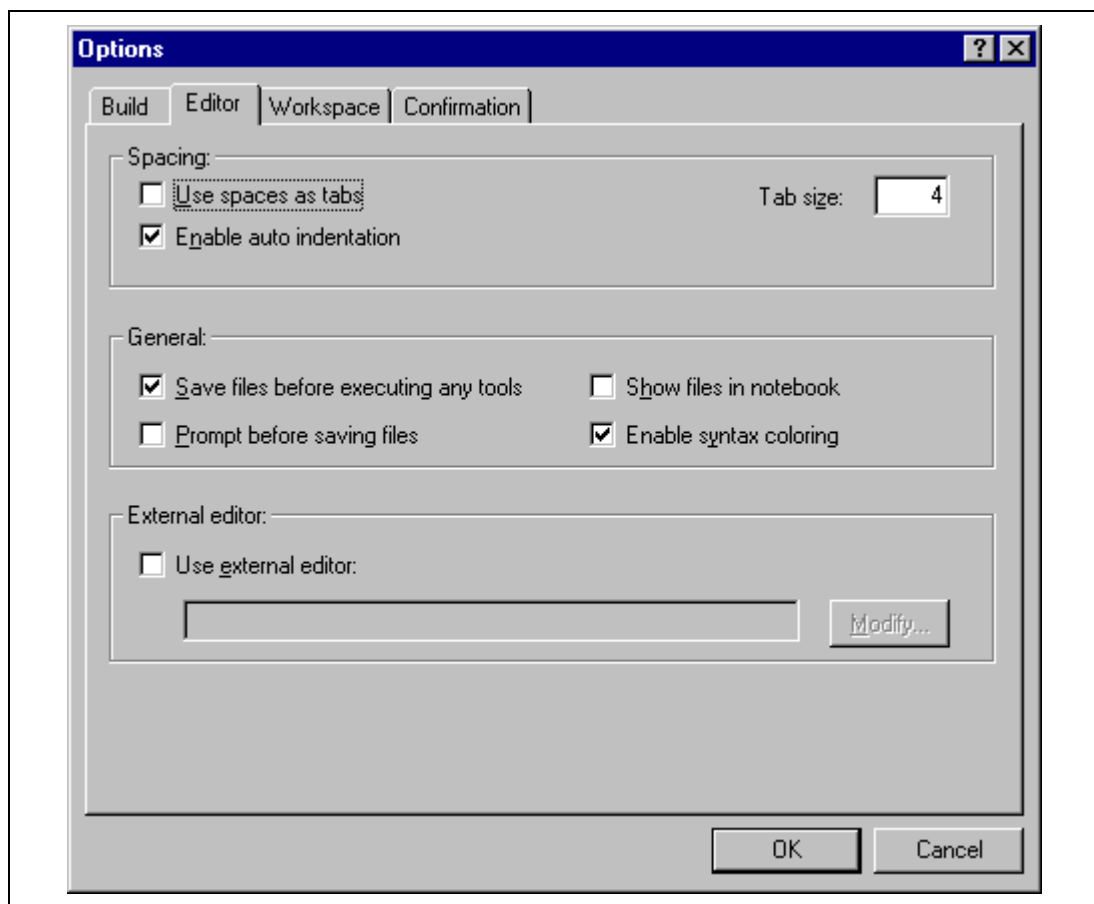 Options
Build Editor Workspace Confirmation
Spacing:
Use spaces as tabs Tab size: 4
Enable auto indentation
General:
Save files before executing any tools Show files in notebook
Prompt before saving files Enable syntax coloring
External editor:
Use external editor:
Modify...
OK Cancel